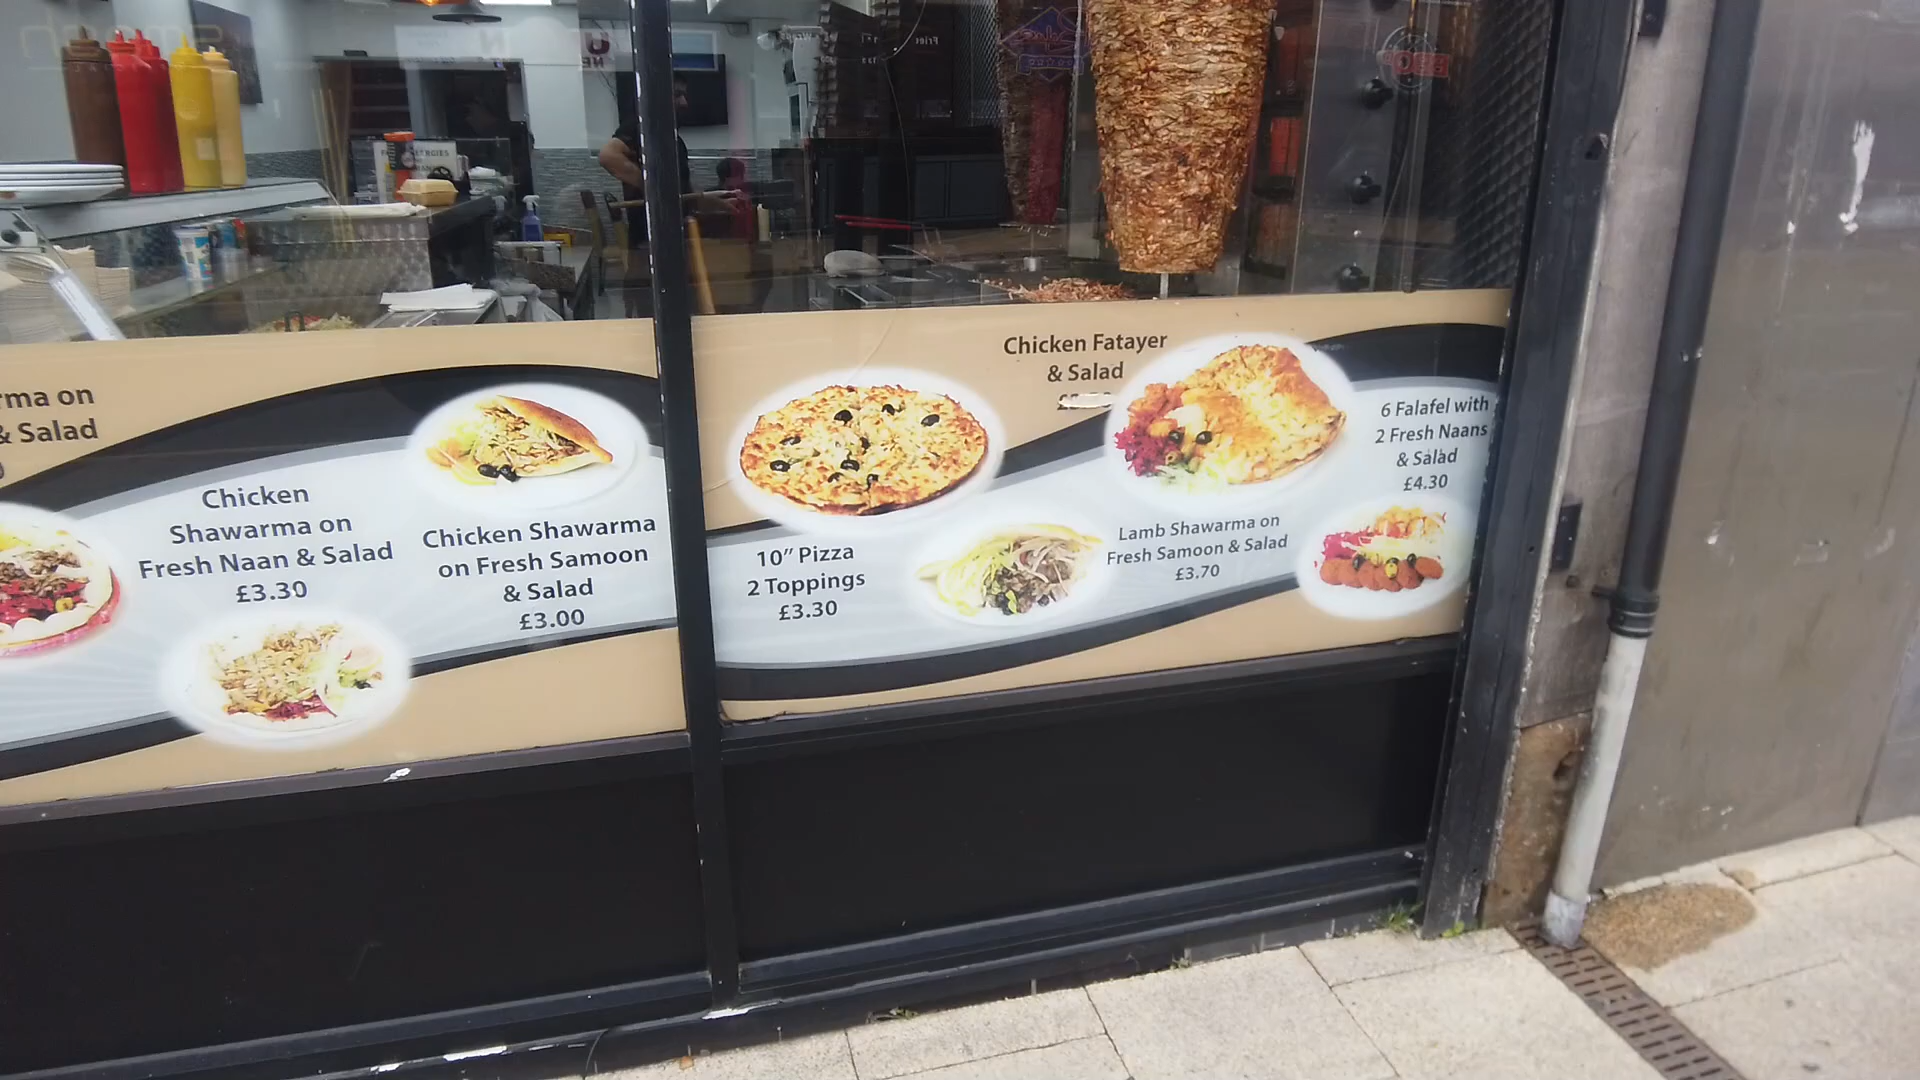 rma on
& Salad
Chicken
Shawarma on
Fresh Naan & Salad
£3.30
Chicken Shawarma
on Fresh Samoon
& Salad
£3.00
10" Pizza
2 Toppings
£3.30
Chicken Fatayer
& Salad
Lamb Shawarma on
Fresh Samoon & Salad
£3.70
6 Falafel with
2 Fresh Naans
& Salad
£4.30